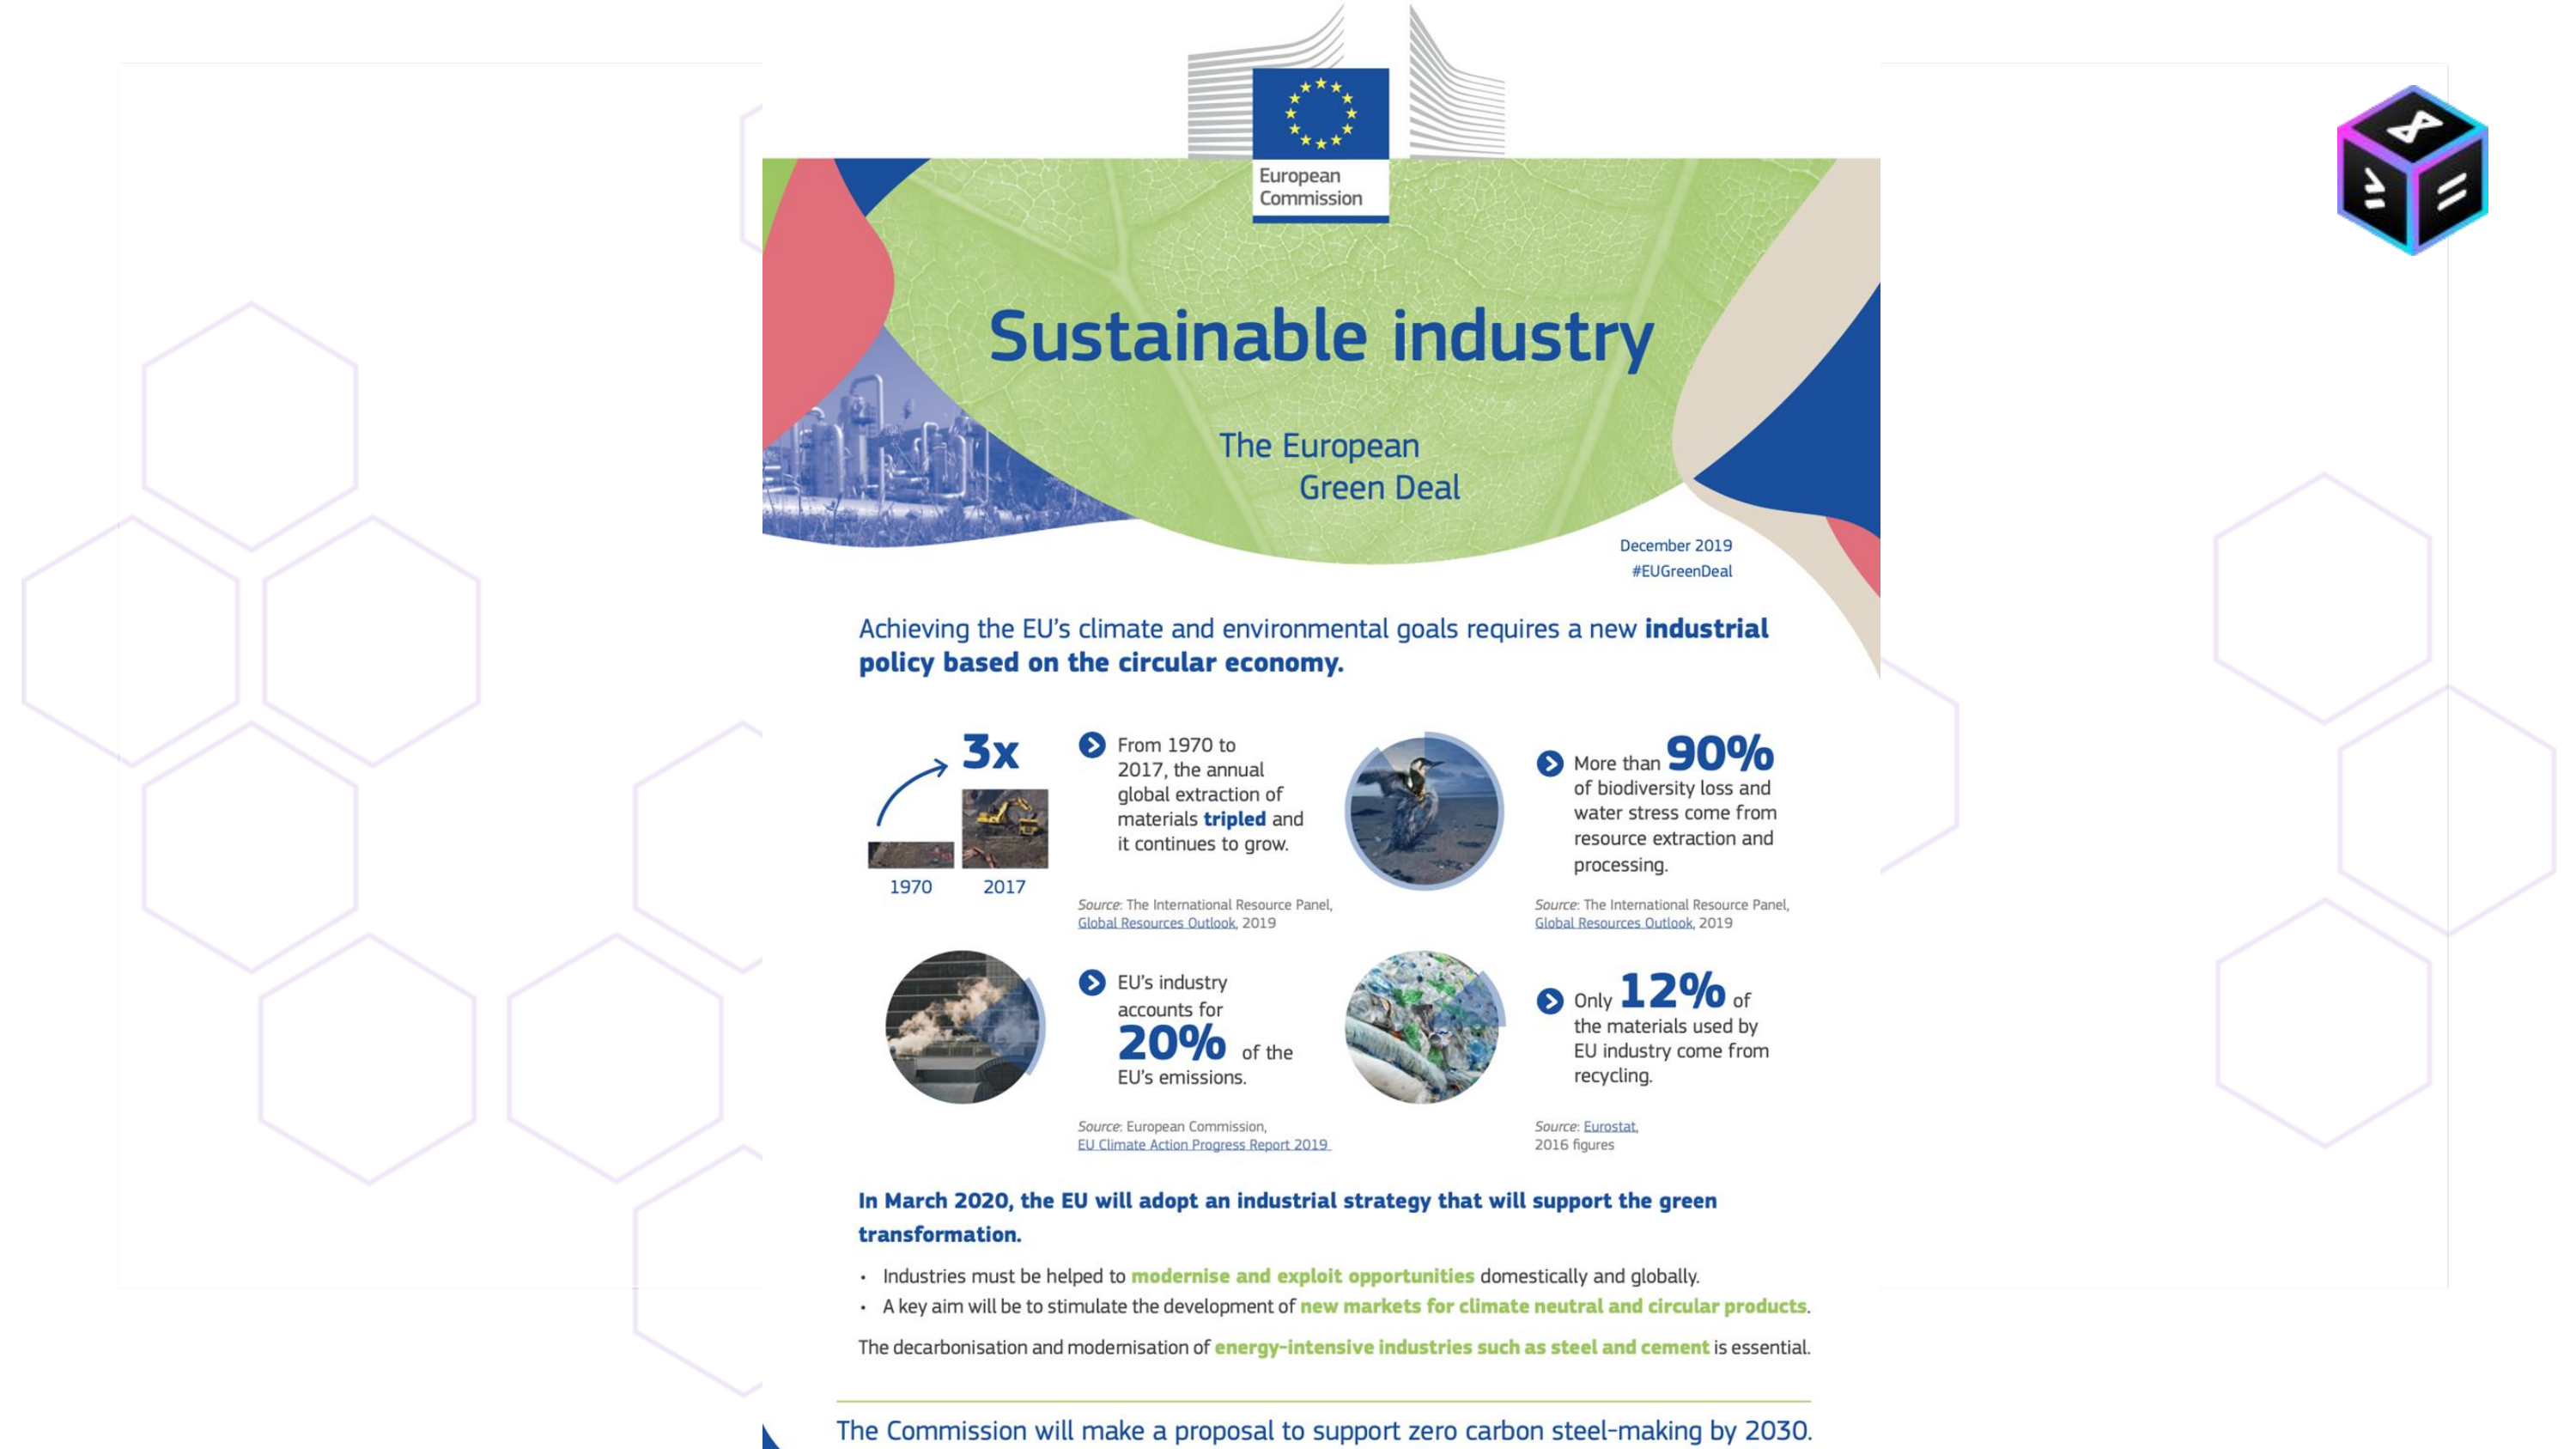 European
Commission
Sustainable industry
The European
Green Deal
December 2019
#EUGreenDeal
Achieving the EU's climate and environmental goals requires a new industrial
policy based on the circular economy.
3x
1970
2017
From 1970 to
2017, the annual
global extraction of
materials tripled and
it continues to grow.
Source: The International Resource Panel,
Global Resources Outlook, 2019
More than 90%
of biodiversity loss and
water stress come from
resource extraction and
processing.
Source: The International Resource Panel,
Global Resources Outlook, 2019
EU's industry
accounts for
20% of the
EU's emissions.
Source: European Commission,
EU Climate Action Progress Report 2019
Only 12% of
the materials used by
EU industry come from
recycling.
Source: Eurostat,
2016 figures
In March 2020, the EU will adopt an industrial strategy that will support the green
transformation.
• Industries must be helped to modernise and exploit opportunities domestically and globally.
• A key aim will be to stimulate the development of new markets for climate neutral and circular products.
The decarbonisation and modernisation of energy-intensive industries such as steel and cement is essential.
The Commission will make a proposal to support zero carbon steel-making by 2030.